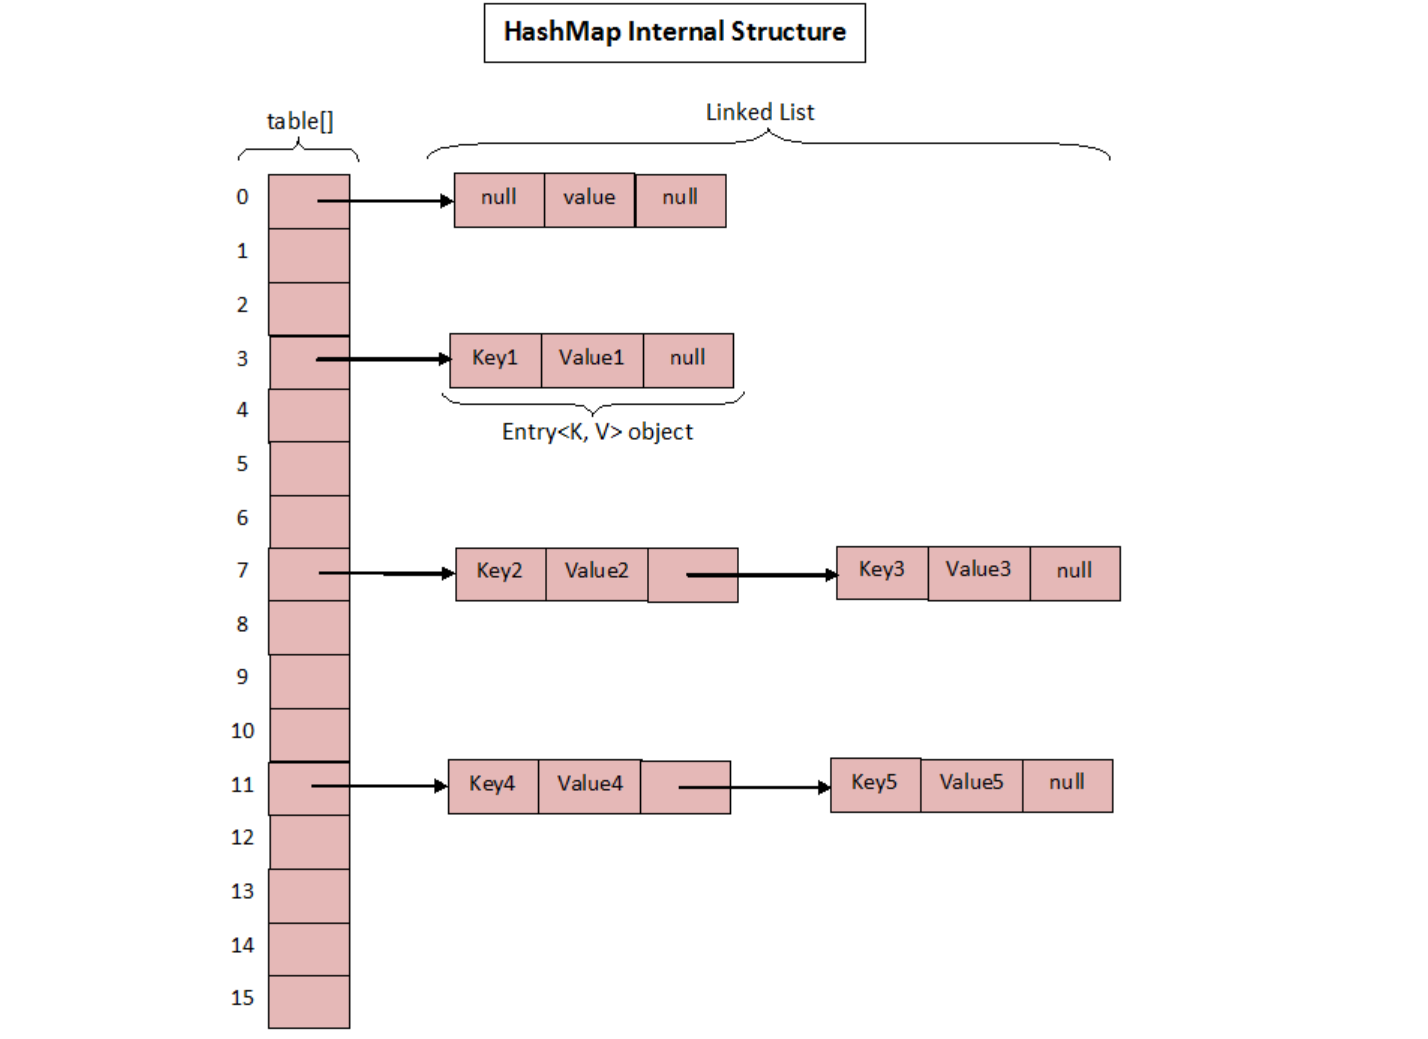 HashMap Internal Structure
table[]
Linked List
0 null value null
1
2
3 Key1 Value1 null
Entry<K, V> object
4
5
6
7 Key2 Value2 Key3 Value3 null
8
9
10
11 Key4 Value4 Key5 Value5 null
12
13
14
15